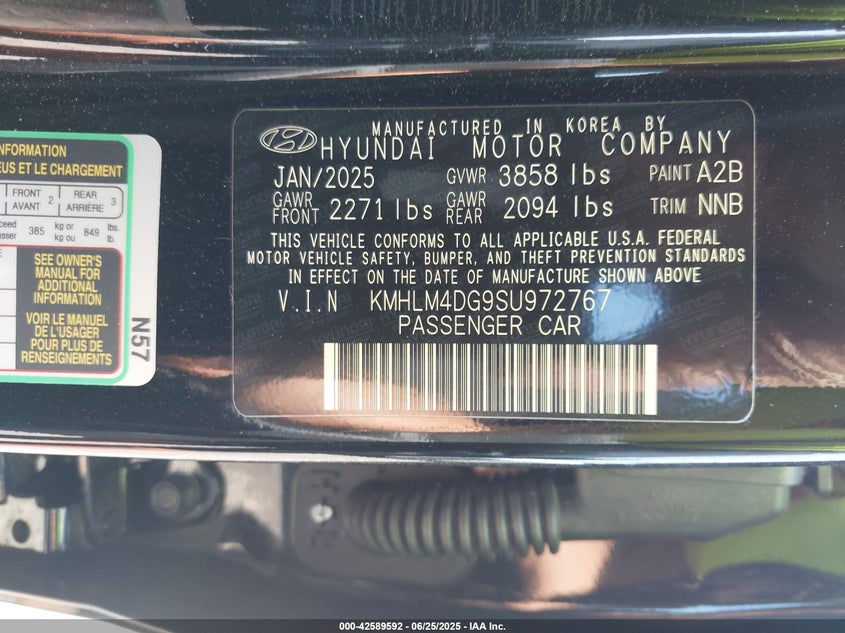 MANUFACTURED IN KOREA BY
HYUNDAI MOTOR COMPANY
JAN/2025 GVWR 3858 lbs PAINT A2B
GAWR FRONT 2271 lbs GAWR REAR 2094 lbs TRIM NNB
THIS VEHICLE CONFORMS TO ALL APPLICABLE U.S.A. FEDERAL
MOTOR VEHICLE SAFETY, BUMPER, AND THEFT PREVENTION STANDARDS
IN EFFECT ON THE DATE OF MANUFACTURE SHOWN ABOVE
V.I.N KMHLM4DG9SU972767
PASSENGER CAR
INFORMATION
EUS ET LE CHARGEMENT
FRONT AVANT 2 REAR ARRIÈRE 3
385 kg or kg ou 849 lbs. lb.
SEE OWNER'S
MANUAL FOR
ADDITIONAL
INFORMATION
VOIR LE MANUEL
DE L'USAGER
POUR PLUS DE
RENSEIGNEMENTS
N57
000-42589592 - 06/25/2025 - IAA Inc.